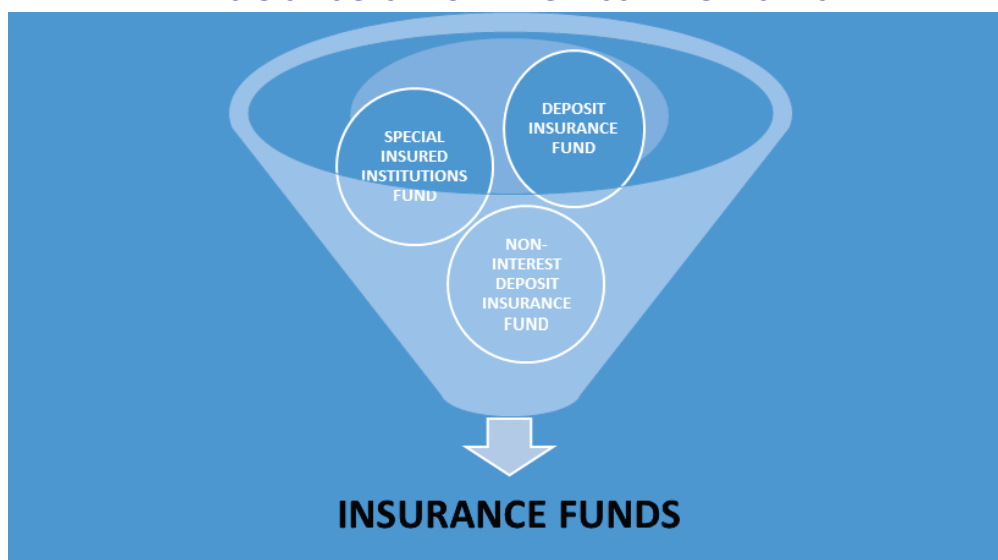 DEPOSIT
INSURANCE
FUND
SPECIAL
INSURED
INSTITUTIONS
FUND
NON-
INTEREST
DEPOSIT
INSURANCE
FUND
INSURANCE FUNDS